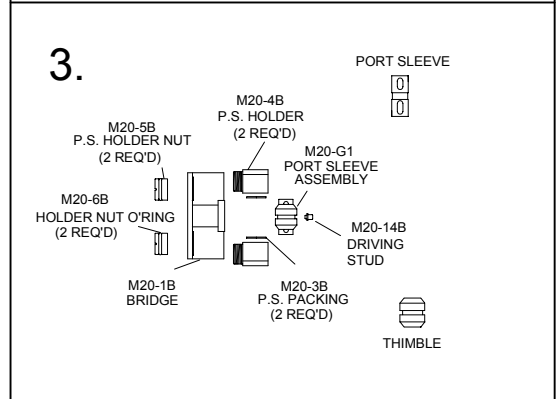 3.
PORT SLEEVE
M20-4B
P.S. HOLDER
(2 REQ'D)
M20-5B
P.S. HOLDER NUT
(2 REQ'D)
M20-G1
PORT SLEEVE
ASSEMBLY
M20-6B
HOLDER NUT O'RING
(2 REQ'D)
M20-14B
DRIVING
STUD
M20-1B
BRIDGE
M20-3B
P.S. PACKING
(2 REQ'D)
THIMBLE